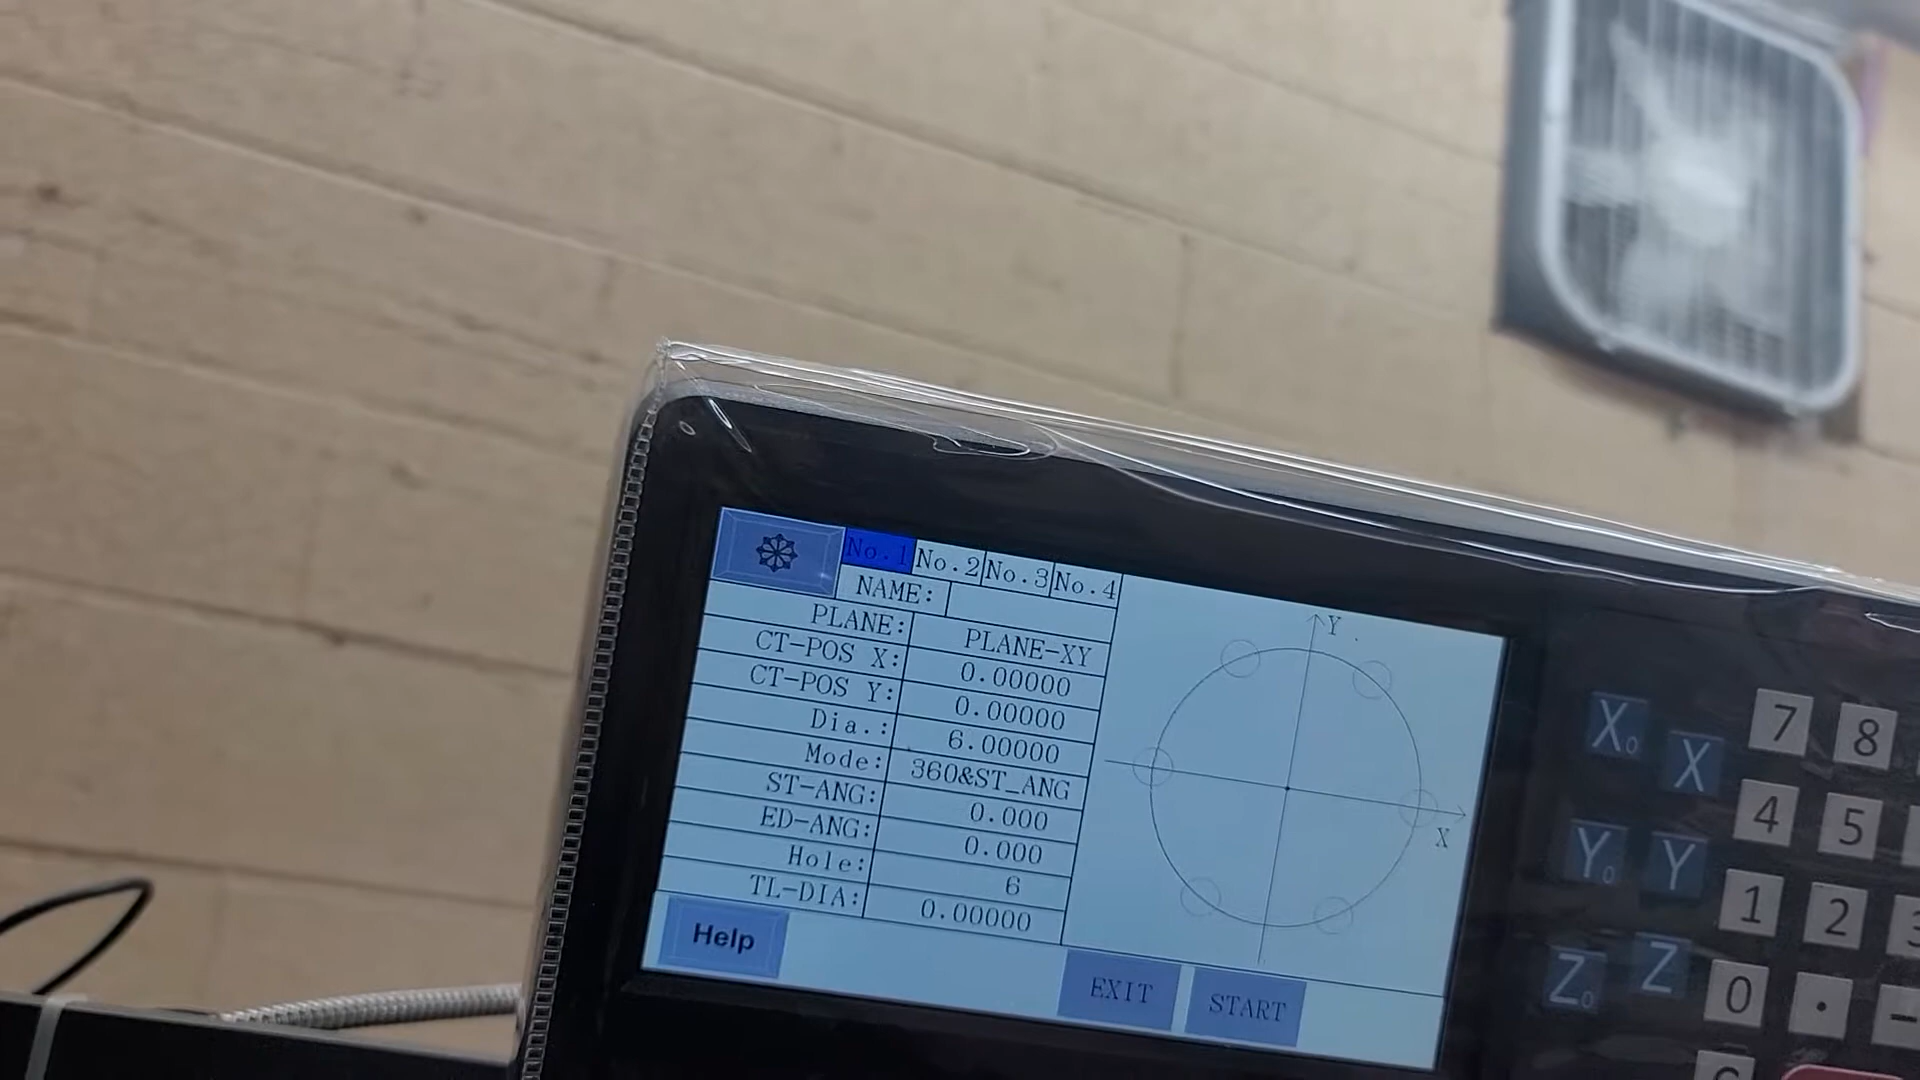 No.1 No.2 No.3 No.4
NAME:
PLANE: PLANE-XY
CT-POS X: 0.00000
CT-POS Y: 0.00000
Dia.: 6.00000
Mode: 360&ST_ANG
ST-ANG: 0.000
ED-ANG: 0.000
Hole: 6
TL-DIA: 0.00000
Help EXIT START
Y
X
X₀ X 7 8
4 5
Y₀ Y 1 2 3
Z₀ Z 0 . -